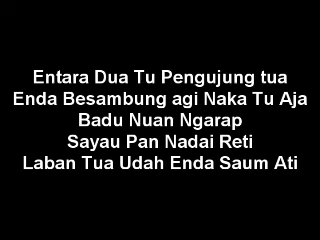 Entara Dua Tu Pengujung tua
Enda Besambung agi Naka Tu Aja
Badu Nuan Ngarap
Sayau Pan Nadai Reti
Laban Tua Udah Enda Saum Ati